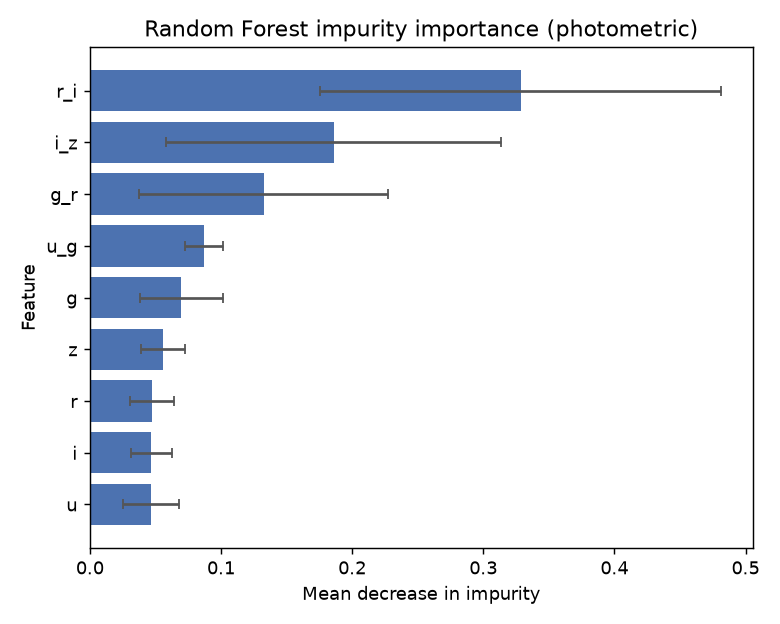 Random Forest impurity importance (photometric)
Feature
r_i
i_z
g_r
u_g
g
z
r
i
u
0.0 0.1 0.2 0.3 0.4 0.5
Mean decrease in impurity